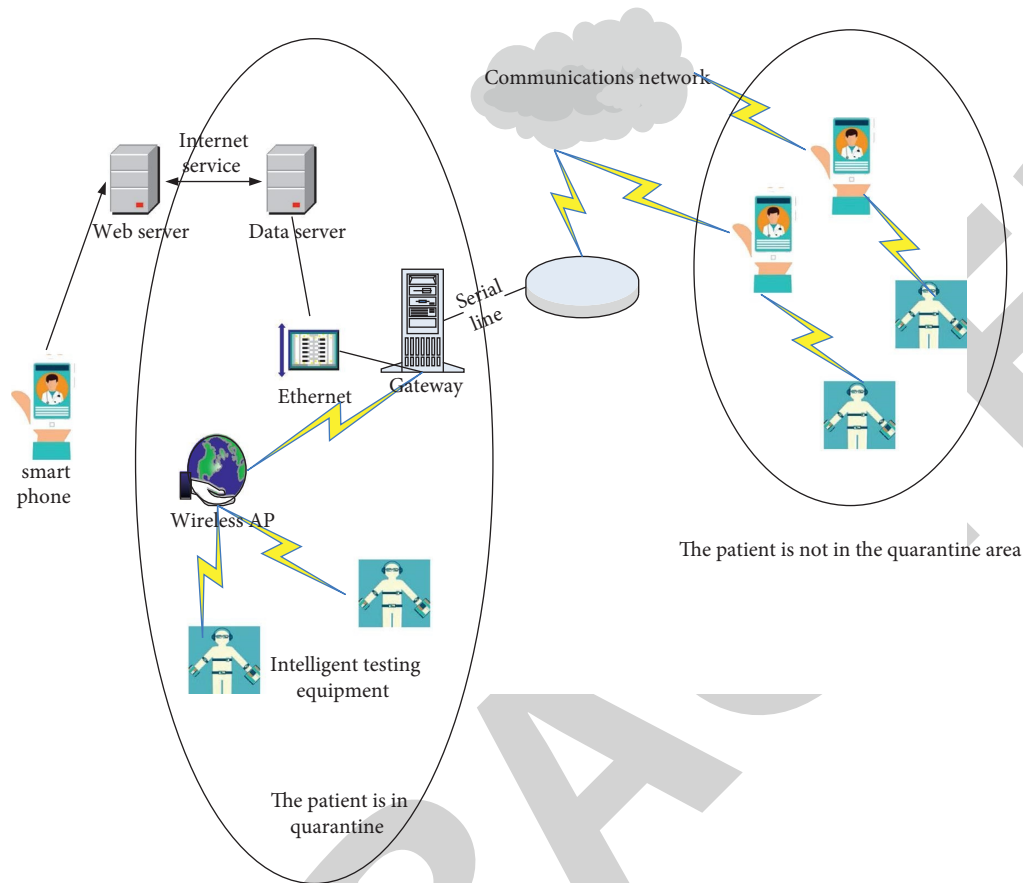 Communications network
Internet
service
Web server
Data server
Serial
line
Gateway
Ethernet
smart
phone
Wireless AP
The patient is not in the quarantine area
Intelligent testing
equipment
The patient is in
quarantine